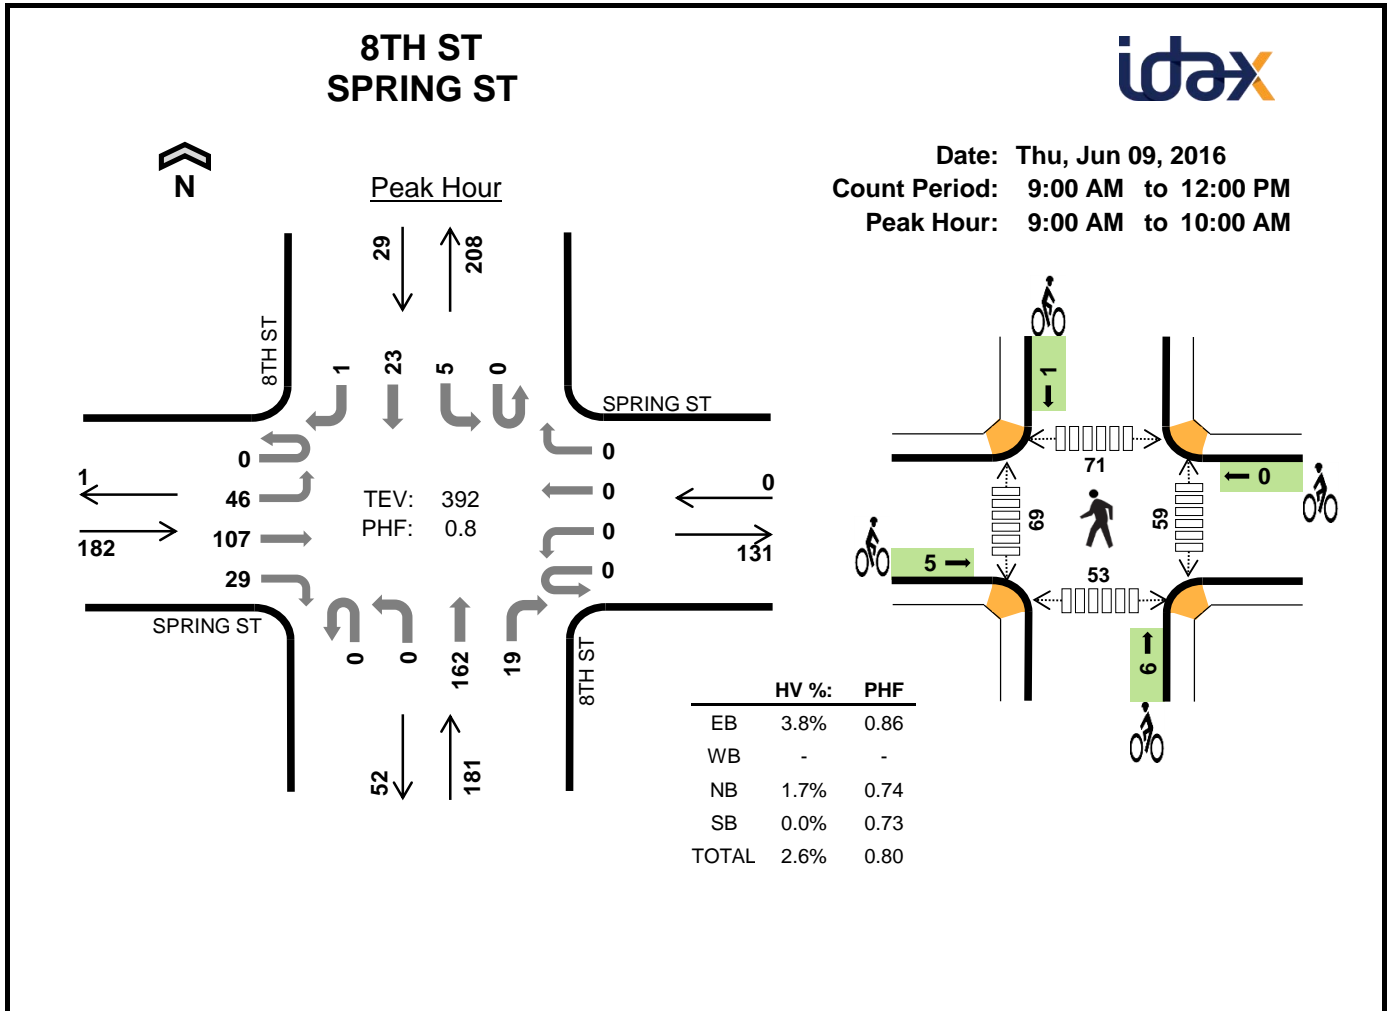 8TH ST
SPRING ST
idax
N
Peak Hour
Date: Thu, Jun 09, 2016
Count Period: 9:00 AM to 12:00 PM
Peak Hour: 9:00 AM to 10:00 AM
29
208
8TH ST
1
23
5
0
SPRING ST
0
46
107
29
1
182
TEV: 392
PHF: 0.8
0
0
0
0
0
131
SPRING ST
0
0
162
19
8TH ST
52
181
1
71
0
69
59
5
53
6
HV %: PHF
EB 3.8% 0.86
WB - -
NB 1.7% 0.74
SB 0.0% 0.73
TOTAL 2.6% 0.80